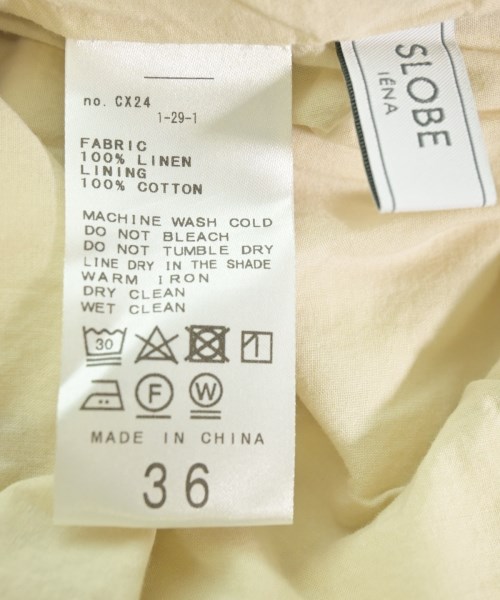 no. CX24
1-29-1
FABRIC
100% LINEN
LINING
100% COTTON
MACHINE WASH COLD
DO NOT BLEACH
DO NOT TUMBLE DRY
LINE DRY IN THE SHADE
WARM IRON
DRY CLEAN
WET CLEAN
30
F W
MADE IN CHINA
36
SLOBE
IÉNA